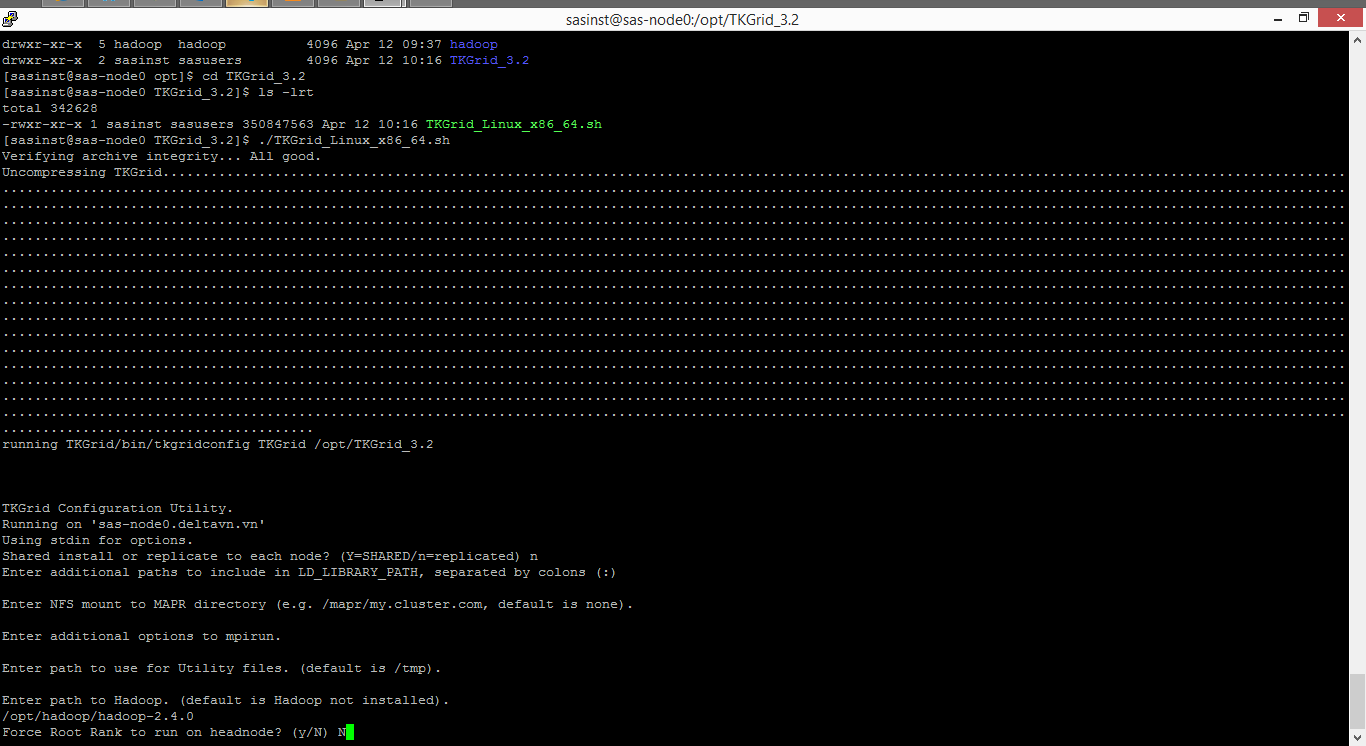 sasinst@sas-node0:/opt/TKGrid_3.2
drwxr-xr-x  5 hadoop  hadoop          4096 Apr 12 09:37 hadoop
drwxr-xr-x  2 sasinst sasusers        4096 Apr 12 10:16 TKGrid_3.2
[sasinst@sas-node0 opt]$ cd TKGrid_3.2
[sasinst@sas-node0 TKGrid_3.2]$ ls -lrt
total 342628
-rwxr-xr-x 1 sasinst sasusers 350847563 Apr 12 10:16 TKGrid_Linux_x86_64.sh
[sasinst@sas-node0 TKGrid_3.2]$ ./TKGrid_Linux_x86_64.sh
Verifying archive integrity... All good.
Uncompressing TKGrid....................................................................................................................................................
running TKGrid/bin/tkgridconfig TKGrid /opt/TKGrid_3.2
TKGrid Configuration Utility.
Running on 'sas-node0.deltavn.vn'
Using stdin for options.
Shared install or replicate to each node? (Y=SHARED/n=replicated) n
Enter additional paths to include in LD_LIBRARY_PATH, separated by colons (:)
Enter NFS mount to MAPR directory (e.g. /mapr/my.cluster.com, default is none).
Enter additional options to mpirun.
Enter path to use for Utility files. (default is /tmp).
Enter path to Hadoop. (default is Hadoop not installed).
/opt/hadoop/hadoop-2.4.0
Force Root Rank to run on headnode? (y/N) N